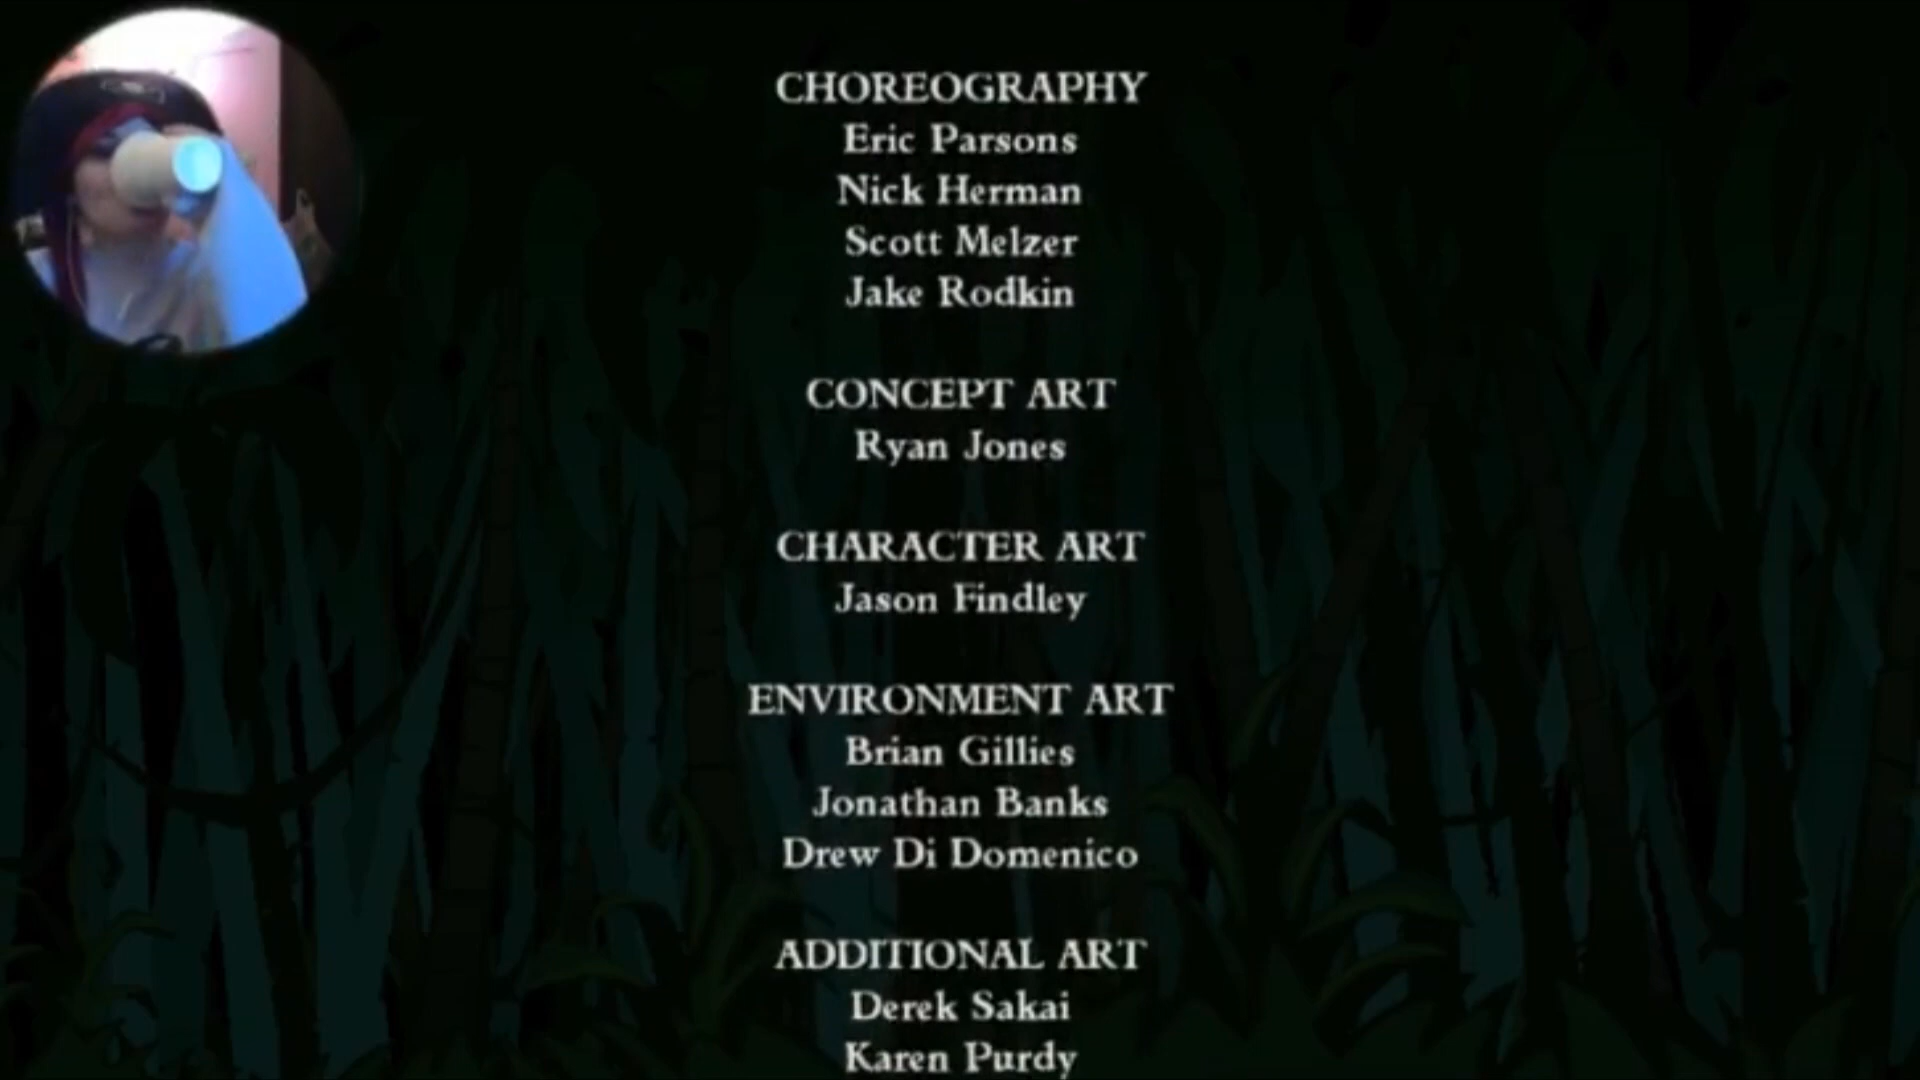 CHOREOGRAPHY
Eric Parsons
Nick Herman
Scott Melzer
Jake Rodkin
CONCEPT ART
Ryan Jones
CHARACTER ART
Jason Findley
ENVIRONMENT ART
Brian Gillies
Jonathan Banks
Drew Di Domenico
ADDITIONAL ART
Derek Sakai
Karen Purdy